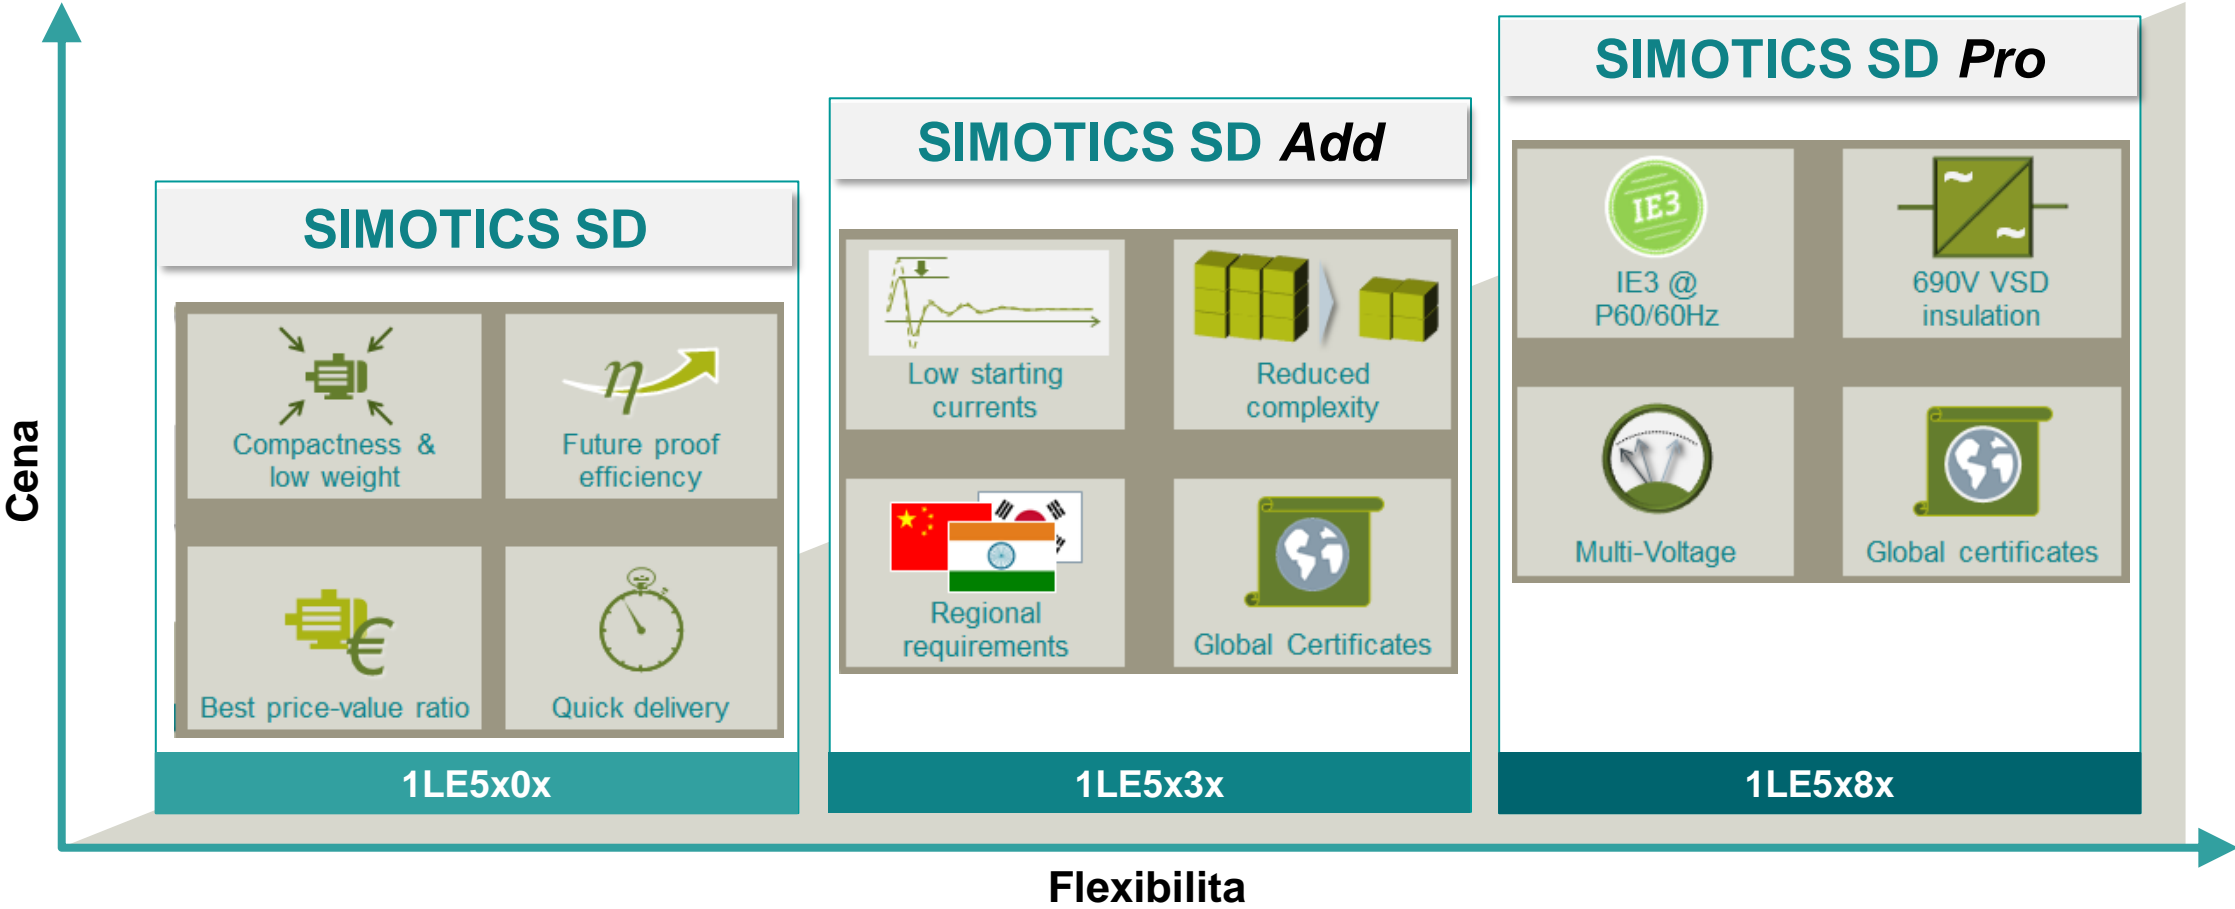 SIMOTICS SD
Compactness &
low weight
Future proof
efficiency
η
€
Best price-value ratio
Quick delivery
1LE5x0x
SIMOTICS SD Add
Low starting
currents
Reduced
complexity
Regional
requirements
Global Certificates
1LE5x3x
SIMOTICS SD Pro
IE3
IE3 @
P60/60Hz
~
~
690V VSD
insulation
Multi-Voltage
Global certificates
1LE5x8x
Cena
Flexibilita